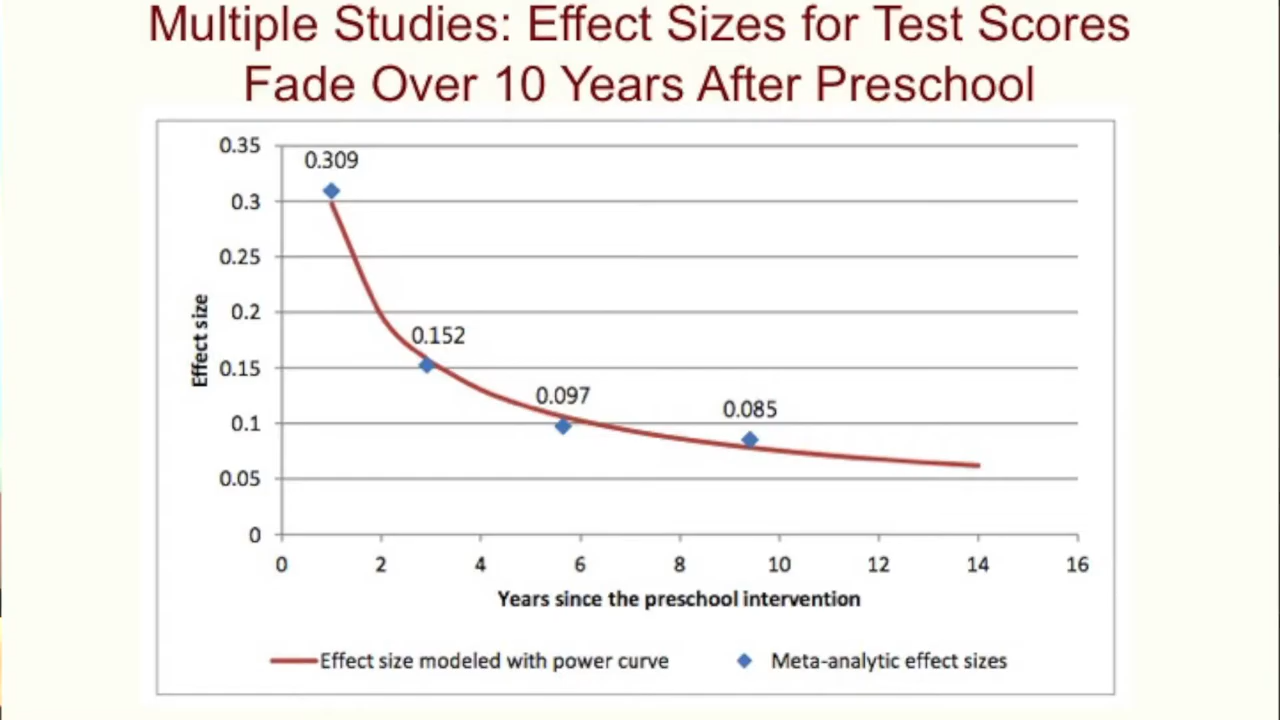 Multiple Studies: Effect Sizes for Test Scores
Fade Over 10 Years After Preschool
0.35
0.309
0.3
0.25
0.2
0.152
0.15
0.097
0.085
0.1
0.05
0
Effect size
0 2 4 6 8 10 12 14 16
Years since the preschool intervention
Effect size modeled with power curve Meta-analytic effect sizes